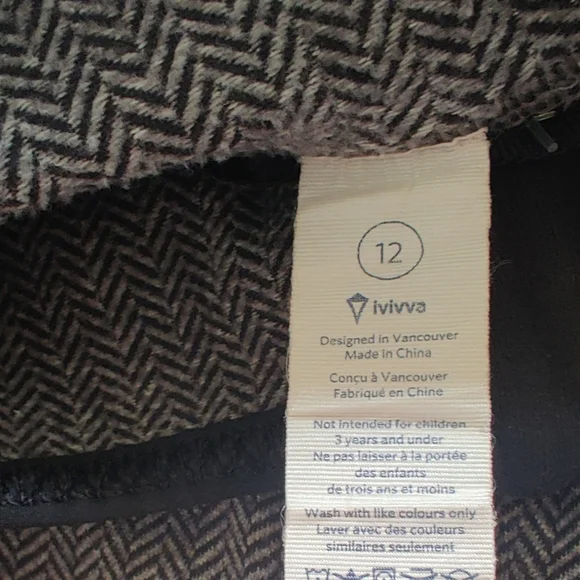 12
ivivva
Designed in Vancouver
Made in China
Conçu à Vancouver
Fabriqué en Chine
Not intended for children
3 years and under
Ne pas laisser à la portée
des enfants
de trois ans et moins
Wash with like colours only
Laver avec des couleurs
similaires seulement